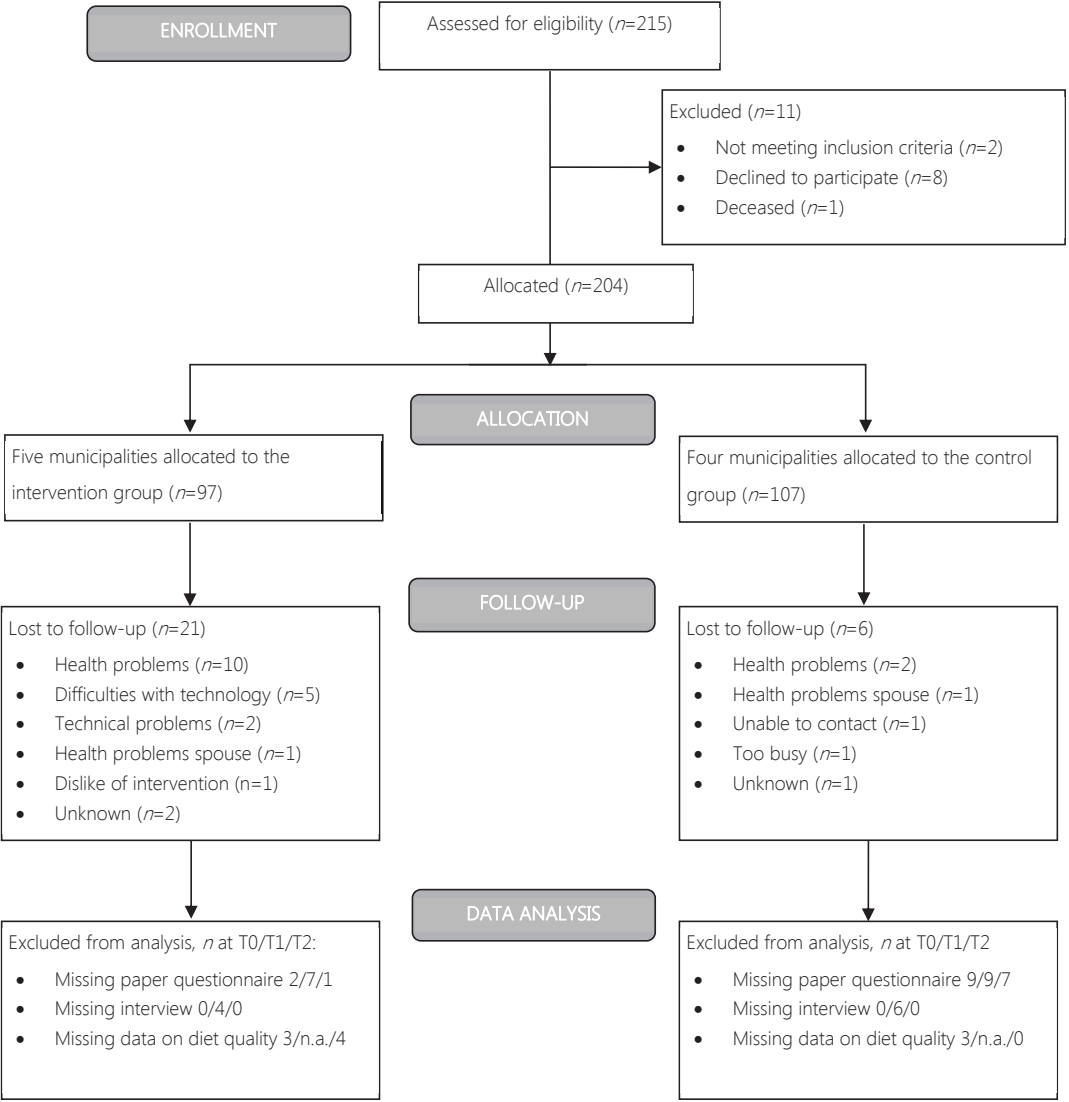 ENROLLMENT
Assessed for eligibility (n=215)
Excluded (n=11)
• Not meeting inclusion criteria (n=2)
• Declined to participate (n=8)
• Deceased (n=1)
Allocated (n=204)
ALLOCATION
Five municipalities allocated to the
intervention group (n=97)
Four municipalities allocated to the control
group (n=107)
FOLLOW-UP
Lost to follow-up (n=21)
• Health problems (n=10)
• Difficulties with technology (n=5)
• Technical problems (n=2)
• Health problems spouse (n=1)
• Dislike of intervention (n=1)
• Unknown (n=2)
Lost to follow-up (n=6)
• Health problems (n=2)
• Health problems spouse (n=1)
• Unable to contact (n=1)
• Too busy (n=1)
• Unknown (n=1)
DATA ANALYSIS
Excluded from analysis, n at T0/T1/T2:
• Missing paper questionnaire 2/7/1
• Missing interview 0/4/0
• Missing data on diet quality 3/n.a./4
Excluded from analysis, n at T0/T1/T2
• Missing paper questionnaire 9/9/7
• Missing interview 0/6/0
• Missing data on diet quality 3/n.a./0